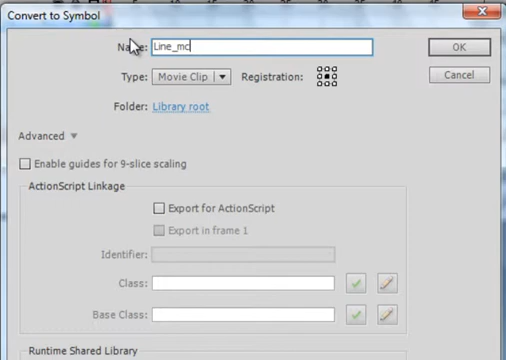 Convert to Symbol
Name: Line_mc OK
Type: Movie Clip Registration: Cancel
Folder: Library root
Advanced
Enable guides for 9-slice scaling
ActionScript Linkage
Export for ActionScript
Export in frame 1
Identifier:
Class:
Base Class:
Runtime Shared Library